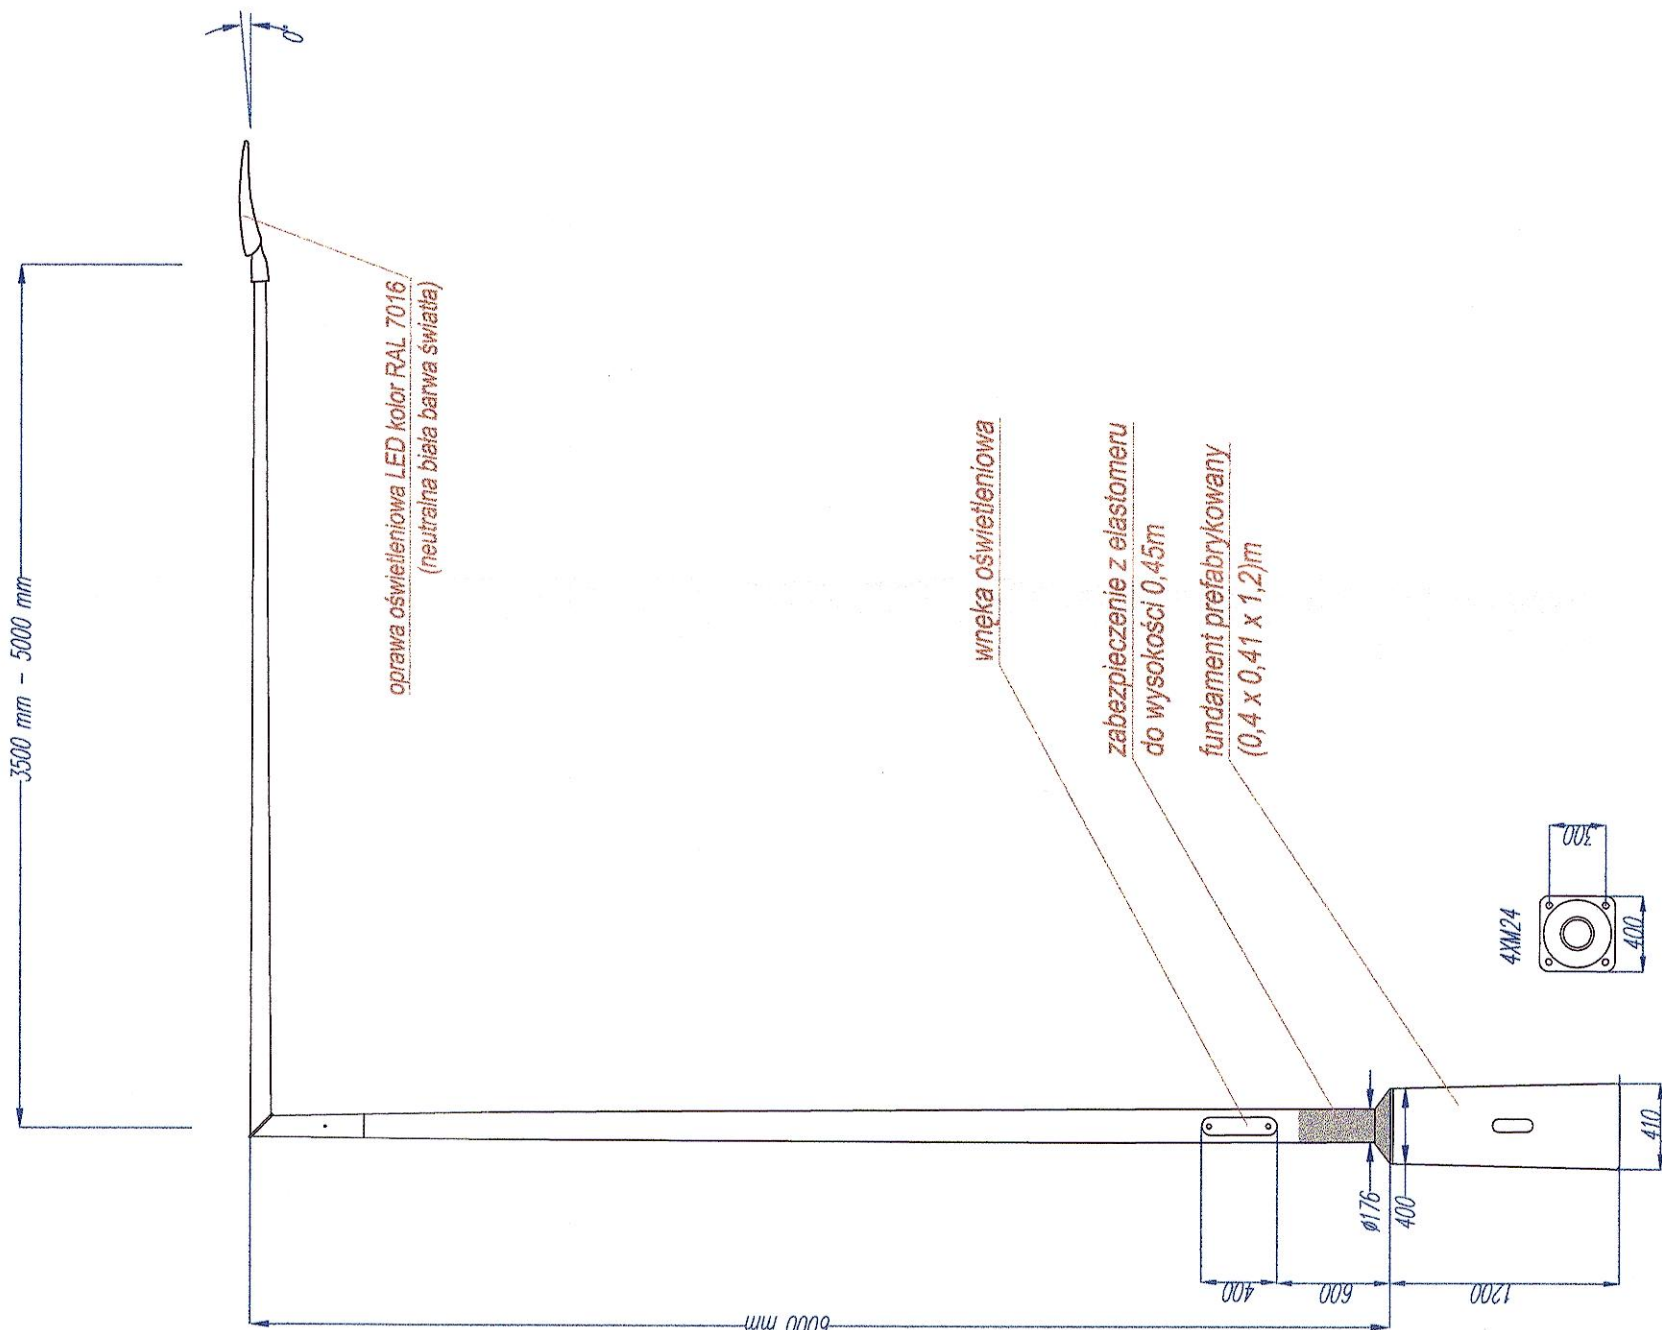 0°
3500 mm - 5000 mm
oprawa oświetleniowa LED kolor RAL 7016
(neutralna biała barwa światła)
wnęka oświetleniowa
zabezpieczenie z elastomeru
do wysokości 0,45m
fundament prefabrykowany
(0,4 x 0,41 x 1,2)m
4XM24
300
400
ø176
400
410
400
600
1200
6000 mm